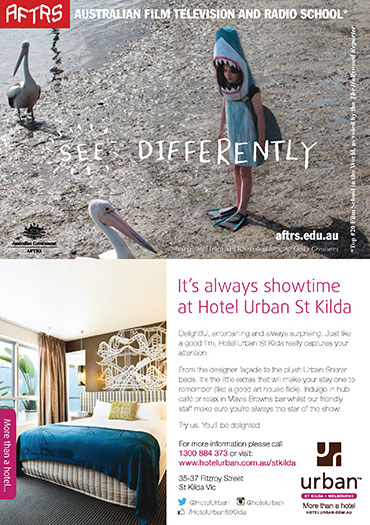 AFTRS
AUSTRALIAN FILM TELEVISION AND RADIO SCHOOL*
*Top #20 Film School in the World, as voted by the The Hollywood Reporter
SEE DIFFERENTLY
aftrs.edu.au
Australian Government
AFTRS
Creatures
It's always showtime
at Hotel Urban St Kilda
Delightful, entertaining and always surprising. Just like
a good film, Hotel Urban St Kilda really captures your
attention.
From the designer façade to the plush Urban Snorer
beds, it's the little extras that will make your stay one to
remember (like a good art house flick). Indulge in hub
café or relax in Mavis Browns bar whilst our friendly
staff make sure you're always the star of the show.
Try us. You'll be delighted
For more information please call
1300 884 373 or visit:
www.hotelurban.com.au/stkilda
35-37 Fitzroy Street
St Kilda Vic
@HotelUrban @hotelurban
/HotelUrbanStKilda
More than a hotel...
urban™
ST KILDA • MELBOURNE
More than a hotel
HOTELURBAN.COM.AU